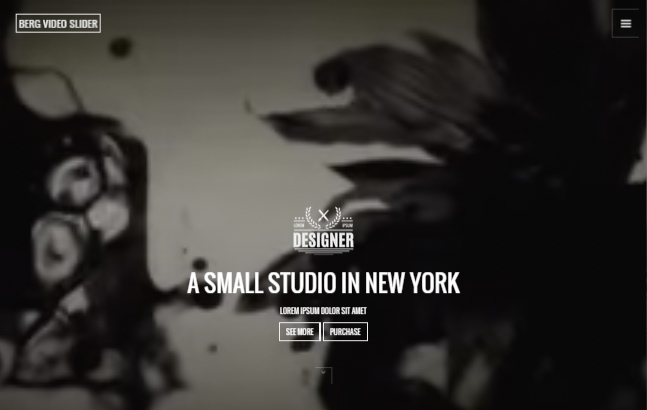 BERG VIDEO SLIDER
LOREM IPSUM
DESIGNER
A SMALL STUDIO IN NEW YORK
LOREM IPSUM DOLOR SIT AMET
SEE MORE PURCHASE